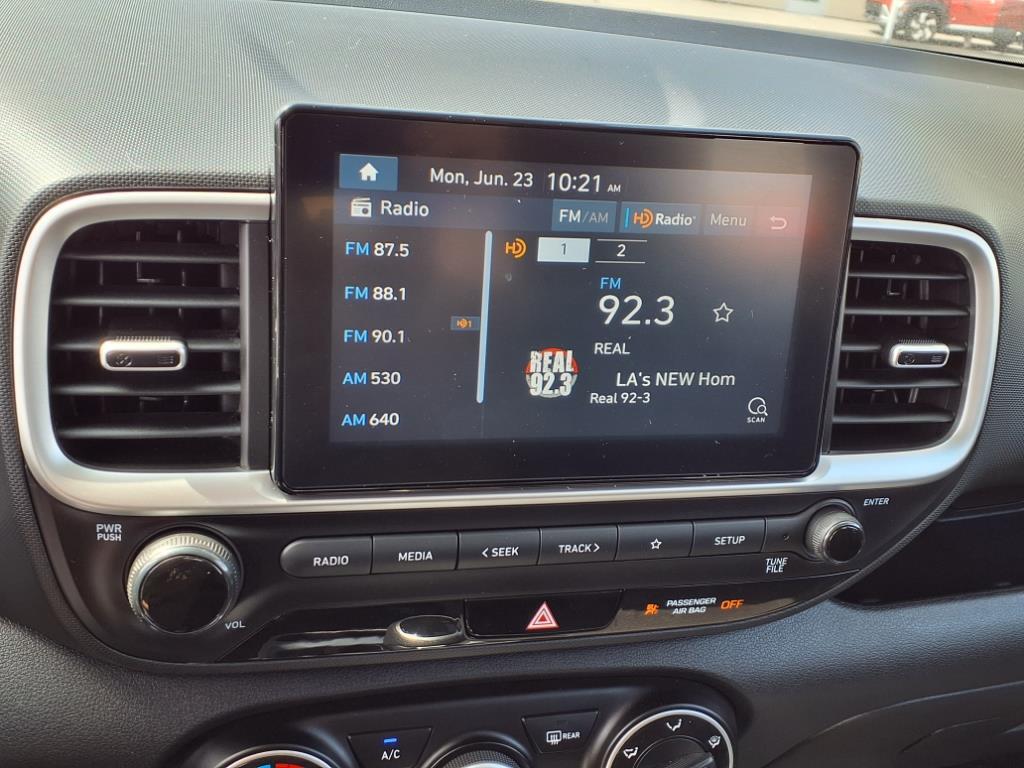 Mon, Jun. 23 10:21 AM
Radio FM/AM HD Radio Menu
FM 87.5
FM 88.1
FM 90.1
AM 530
AM 640
HD1
HD 1 2
FM
92.3
REAL
REAL
92.3
LA's NEW Hom
Real 92-3
SCAN
PWR
PUSH
VOL
RADIO MEDIA < SEEK TRACK > SETUP
ENTER
TUNE
FILE
PASSENGER
AIR BAG OFF
A/C
REAR